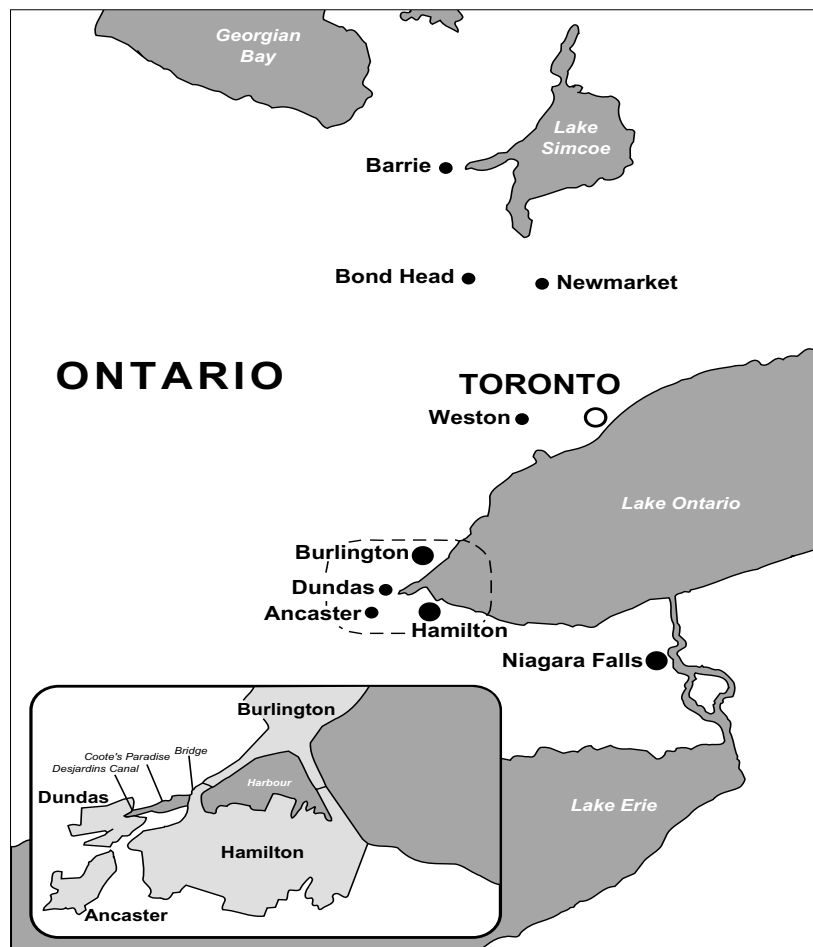 Georgian
Bay
Lake
Simcoe
Barrie
Bond Head
Newmarket
ONTARIO
TORONTO
Weston
Lake Ontario
Burlington
Dundas
Ancaster
Hamilton
Niagara Falls
Burlington
Bridge
Coote's Paradise
Desjardins Canal
Harbour
Dundas
Lake Erie
Hamilton
Ancaster